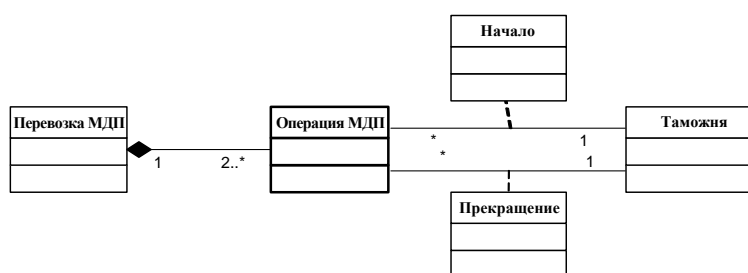 Начало
Перевозка МДП
Операция МДП
Таможня
*
1
1
2..*
*
1
Прекращение